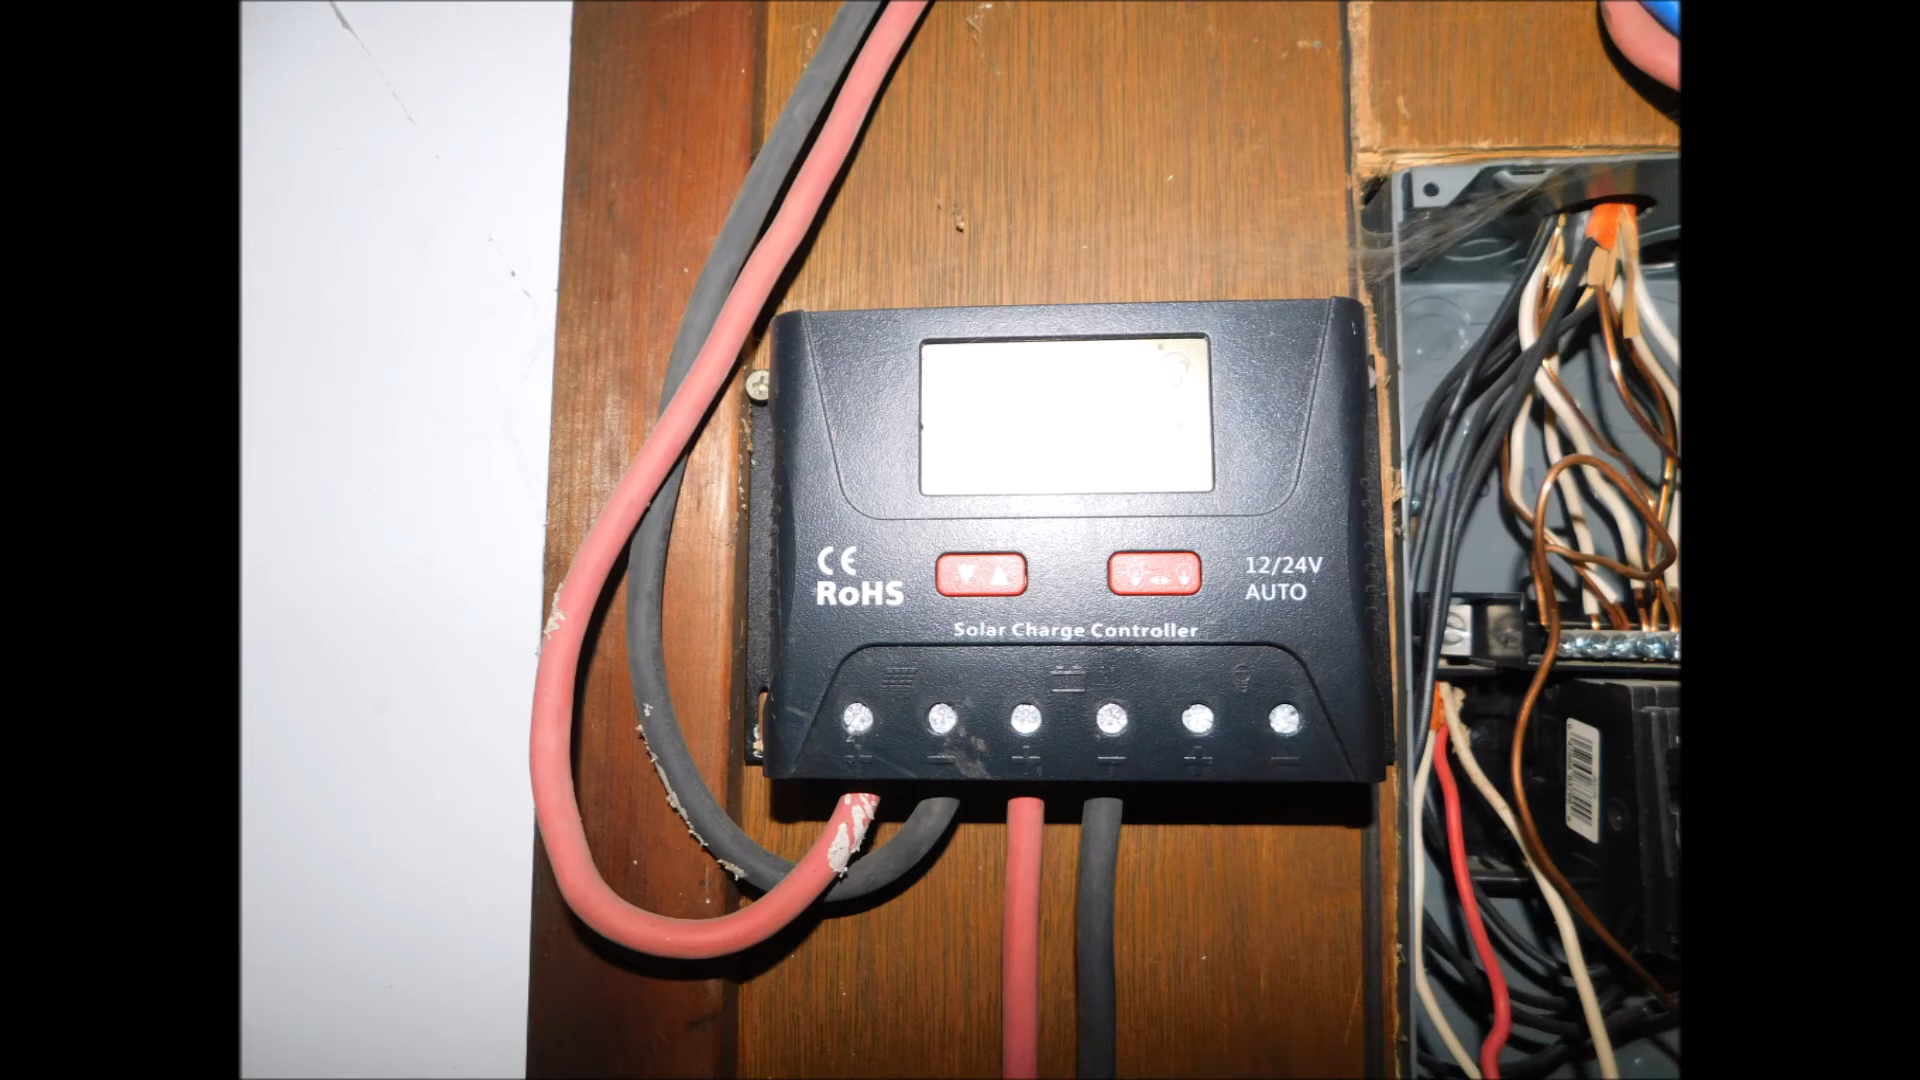 CE
RoHS
12/24V
AUTO
Solar Charge Controller
+ − + − + −